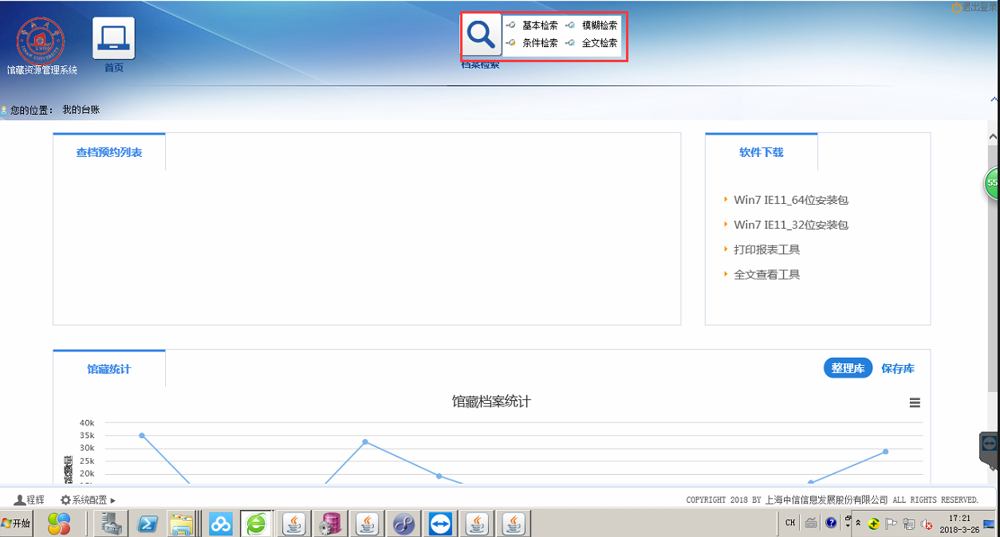 退出登录
基本检索 模糊检索
条件检索 全文检索
档案检索
馆藏资源管理系统
首页
您的位置： 我的台账
查档预约列表
软件下载
Win7 IE11_64位安装包
Win7 IE11_32位安装包
打印报表工具
全文查看工具
55
馆藏统计
整理库 保存库
馆藏档案统计
40k
35k
30k
25k
20k
程辉 系统配置
COPYRIGHT 2018 BY 上海中信信息发展股份有限公司 ALL RIGHTS RESERVED.
开始
CH
17:21
2018-3-26